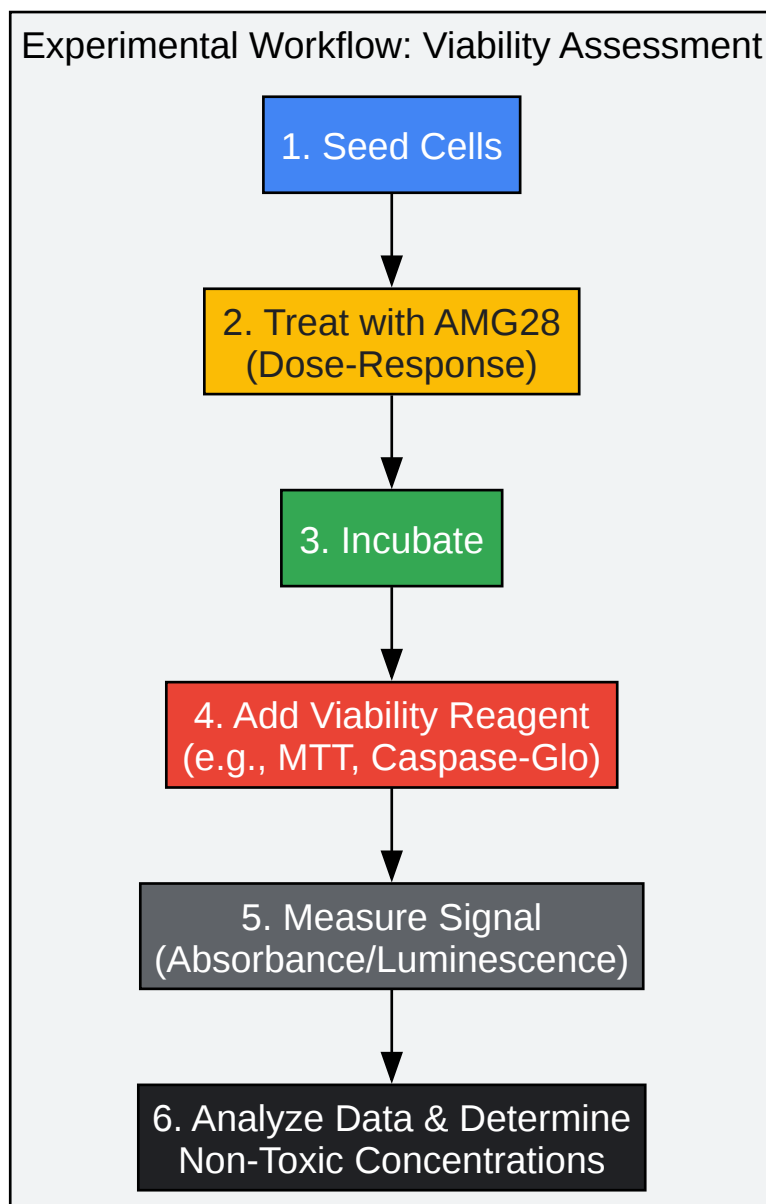 Experimental Workflow: Viability Assessment
1. Seed Cells
2. Treat with AMG28
(Dose-Response)
3. Incubate
4. Add Viability Reagent
(e.g., MTT, Caspase-Glo)
5. Measure Signal
(Absorbance/Luminescence)
6. Analyze Data & Determine
Non-Toxic Concentrations